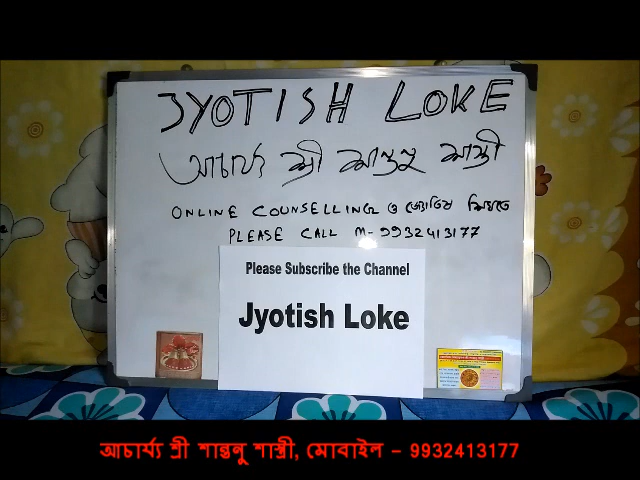 JYOTISH LOKE
আচার্য্য শ্রী শান্তনু শাস্ত্রী
ONLINE COUNSELLING ও জ্যোতিষ শিখতে
PLEASE CALL M- 9932413177
Please Subscribe the Channel
Jyotish Loke
আচার্য্য শ্রী শান্তনু শাস্ত্রী, মোবাইল – 9932413177